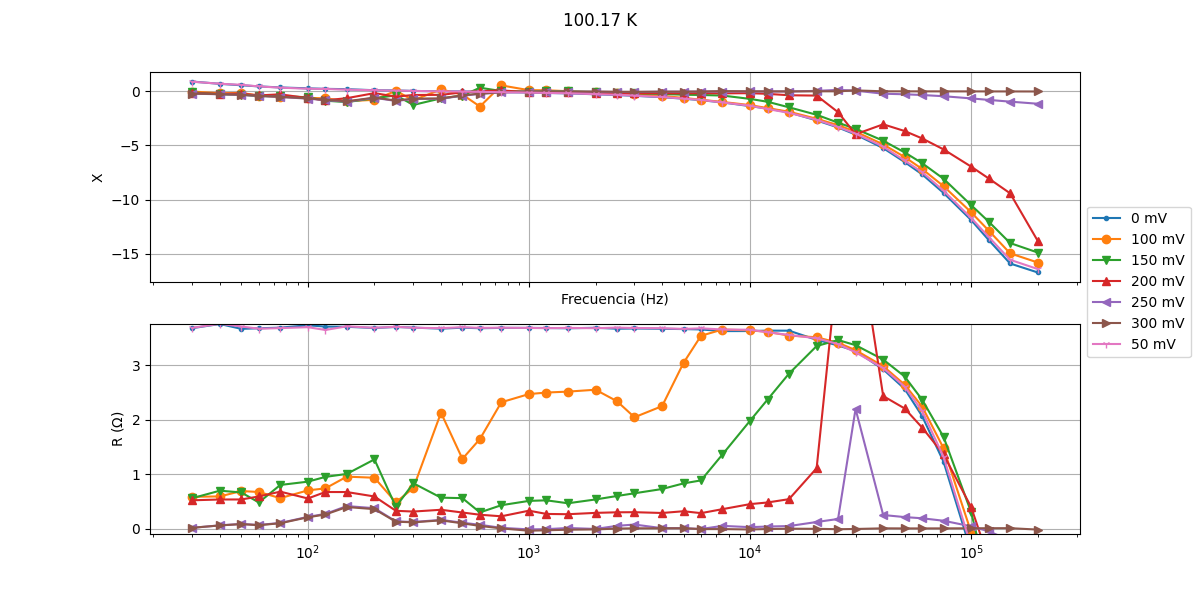 100.17 K
X
0
−5
−10
−15
Frecuencia (Hz)
R (Ω)
3
2
1
0
10²
10³
10⁴
10⁵
0 mV
100 mV
150 mV
200 mV
250 mV
300 mV
50 mV